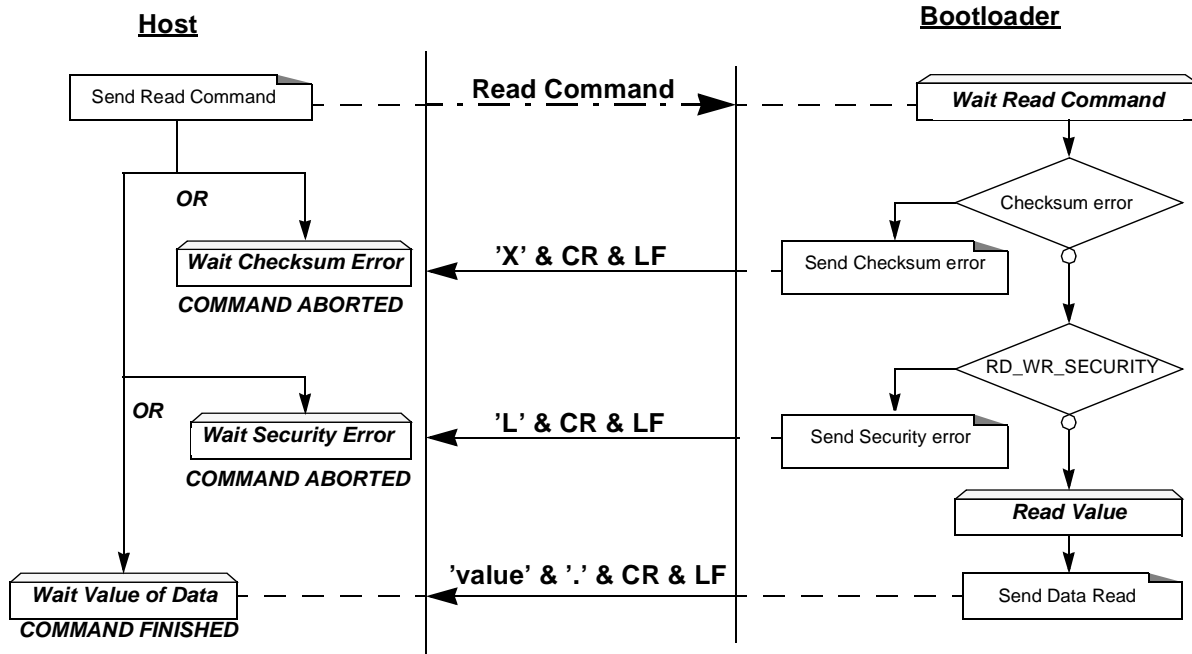 Host
Bootloader
Send Read Command
Read Command
Wait Read Command
OR
Checksum error
Wait Checksum Error
'X' & CR & LF
Send Checksum error
COMMAND ABORTED
RD_WR_SECURITY
OR
Wait Security Error
'L' & CR & LF
Send Security error
COMMAND ABORTED
Read Value
Wait Value of Data
'value' & '.' & CR & LF
Send Data Read
COMMAND FINISHED